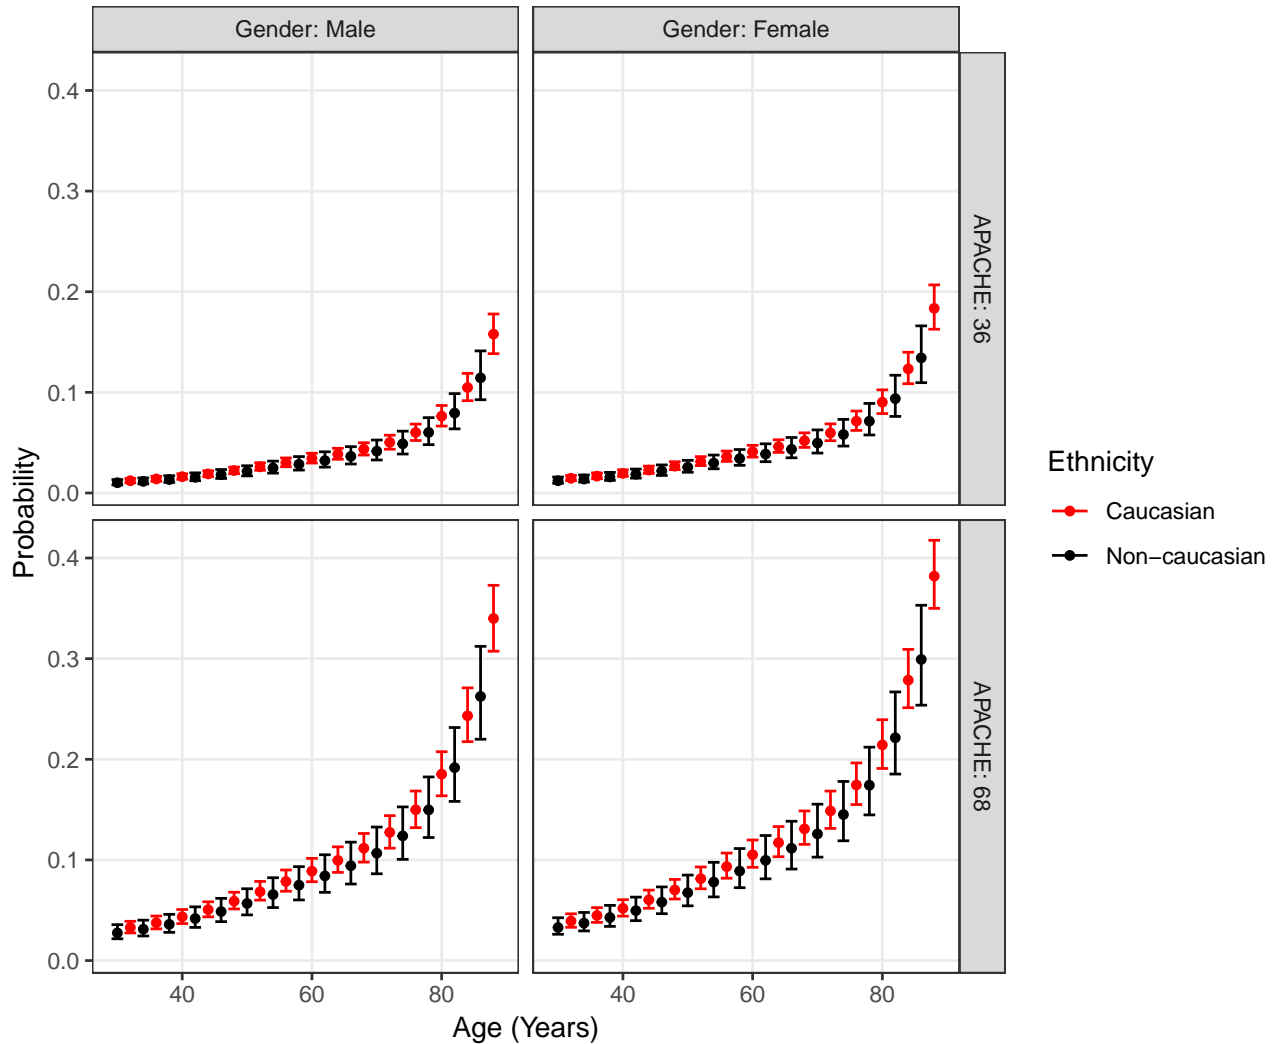 Gender: Male
Gender: Female
0.4
0.3
0.2
0.1
0.0
APACHE: 36
0.4
0.3
0.2
0.1
0.0
APACHE: 68
40
60
80
40
60
80
Age (Years)
Probability
Ethnicity
Caucasian
Non−caucasian